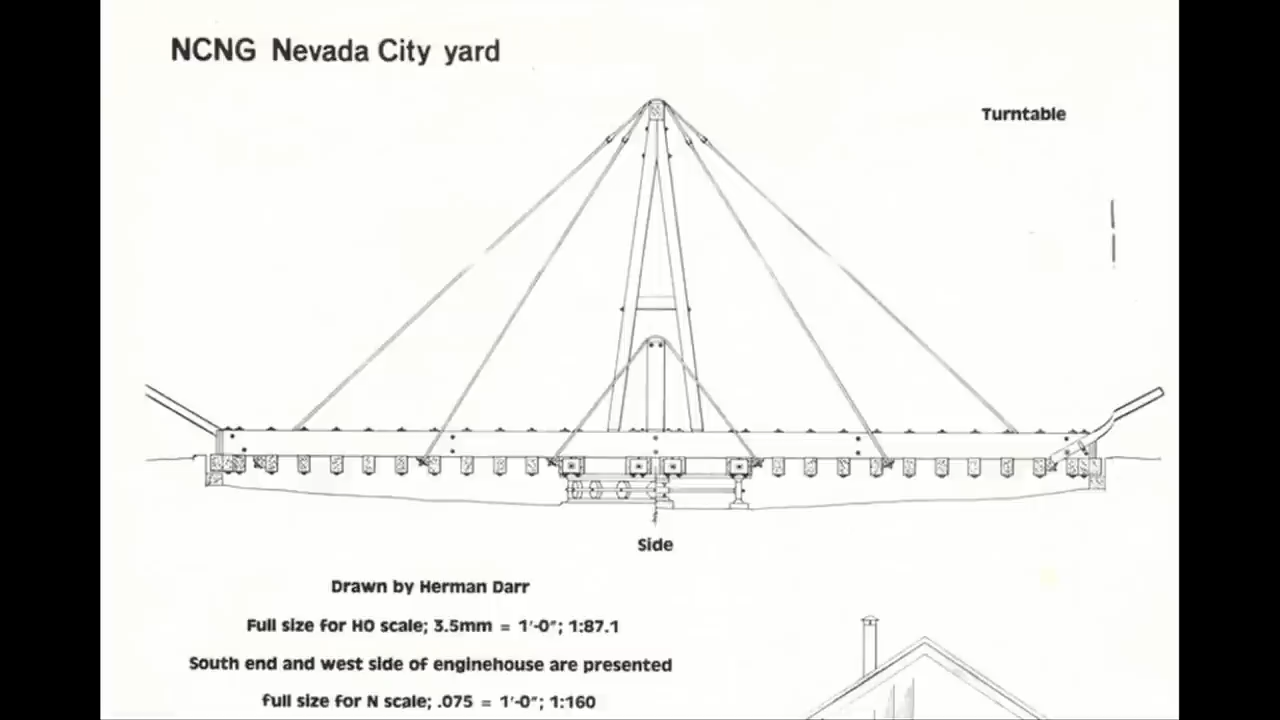 NCNG Nevada City yard
Turntable
Side
Drawn by Herman Darr
Full size for HO scale; 3.5mm = 1'-0"; 1:87.1
South end and west side of enginehouse are presented
full size for N scale; .075 = 1'-0"; 1:160